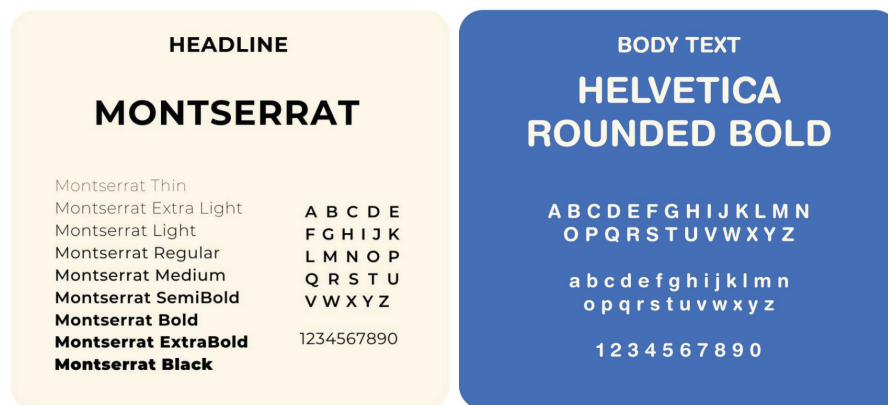 HEADLINE
MONTSERRAT
Montserrat Thin
Montserrat Extra Light
Montserrat Light
Montserrat Regular
Montserrat Medium
Montserrat SemiBold
Montserrat Bold
Montserrat ExtraBold
Montserrat Black
A B C D E
F G H I J K
L M N O P
Q R S T U
V W X Y Z
1234567890
BODY TEXT
HELVETICA
ROUNDED BOLD
A B C D E F G H I J K L M N
O P Q R S T U V W X Y Z
a b c d e f g h i j k l m n
o p q r s t u v w x y z
1 2 3 4 5 6 7 8 9 0